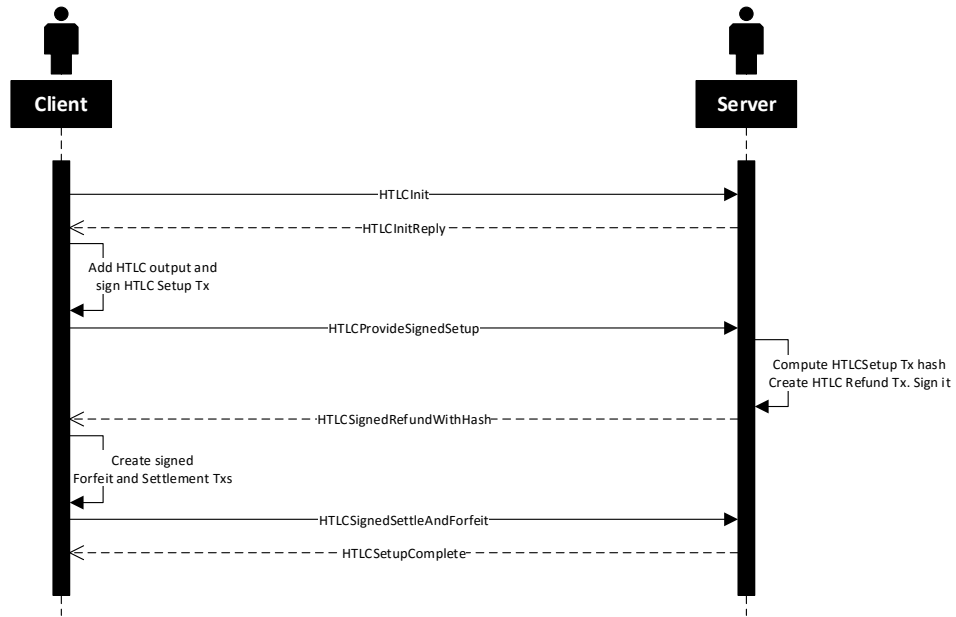 Client
Server
HTLCInit
HTLCInitReply
Add HTLC output and
sign HTLC Setup Tx
HTLCProvideSignedSetup
Compute HTLCSetup Tx hash
Create HTLC Refund Tx. Sign it
HTLCSignedRefundWithHash
Create signed
Forfeit and Settlement Txs
HTLCSignedSettleAndForfeit
HTLCSetupComplete